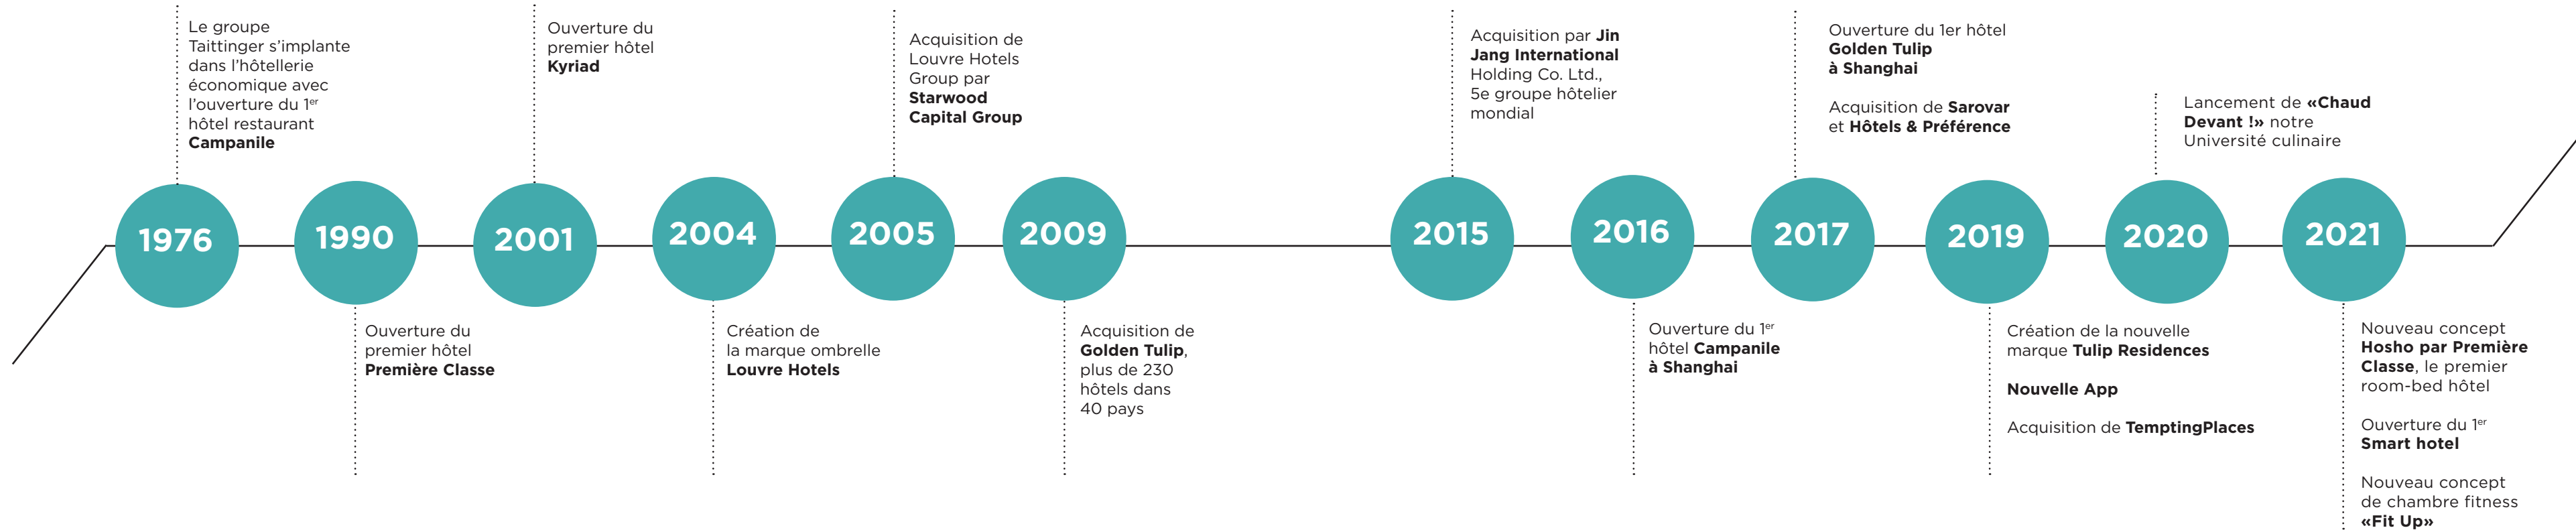 Le groupe
Taittinger s’implante
dans l’hôtellerie
économique avec
l’ouverture du 1er
hôtel restaurant
Campanile
1976
1990
Ouverture du
premier hôtel
Première Classe
Ouverture du
premier hôtel
Kyriad
2001
2004
Création de
la marque ombrelle
Louvre Hotels
Acquisition de
Louvre Hotels
Group par
Starwood
Capital Group
2005
2009
Acquisition de
Golden Tulip,
plus de 230
hôtels dans
40 pays
Acquisition par Jin
Jang International
Holding Co. Ltd.,
5e groupe hôtelier
mondial
2015
2016
Ouverture du 1er
hôtel Campanile
à Shanghai
Ouverture du 1er hôtel
Golden Tulip
à Shanghai
Acquisition de Sarovar
et Hôtels & Préférence
2017
2019
Création de la nouvelle
marque Tulip Residences
Nouvelle App
Acquisition de TemptingPlaces
Lancement de «Chaud
Devant !» notre
Université culinaire
2020
2021
Nouveau concept
Hosho par Première
Classe, le premier
room-bed hôtel
Ouverture du 1er
Smart hotel
Nouveau concept
de chambre fitness
«Fit Up»